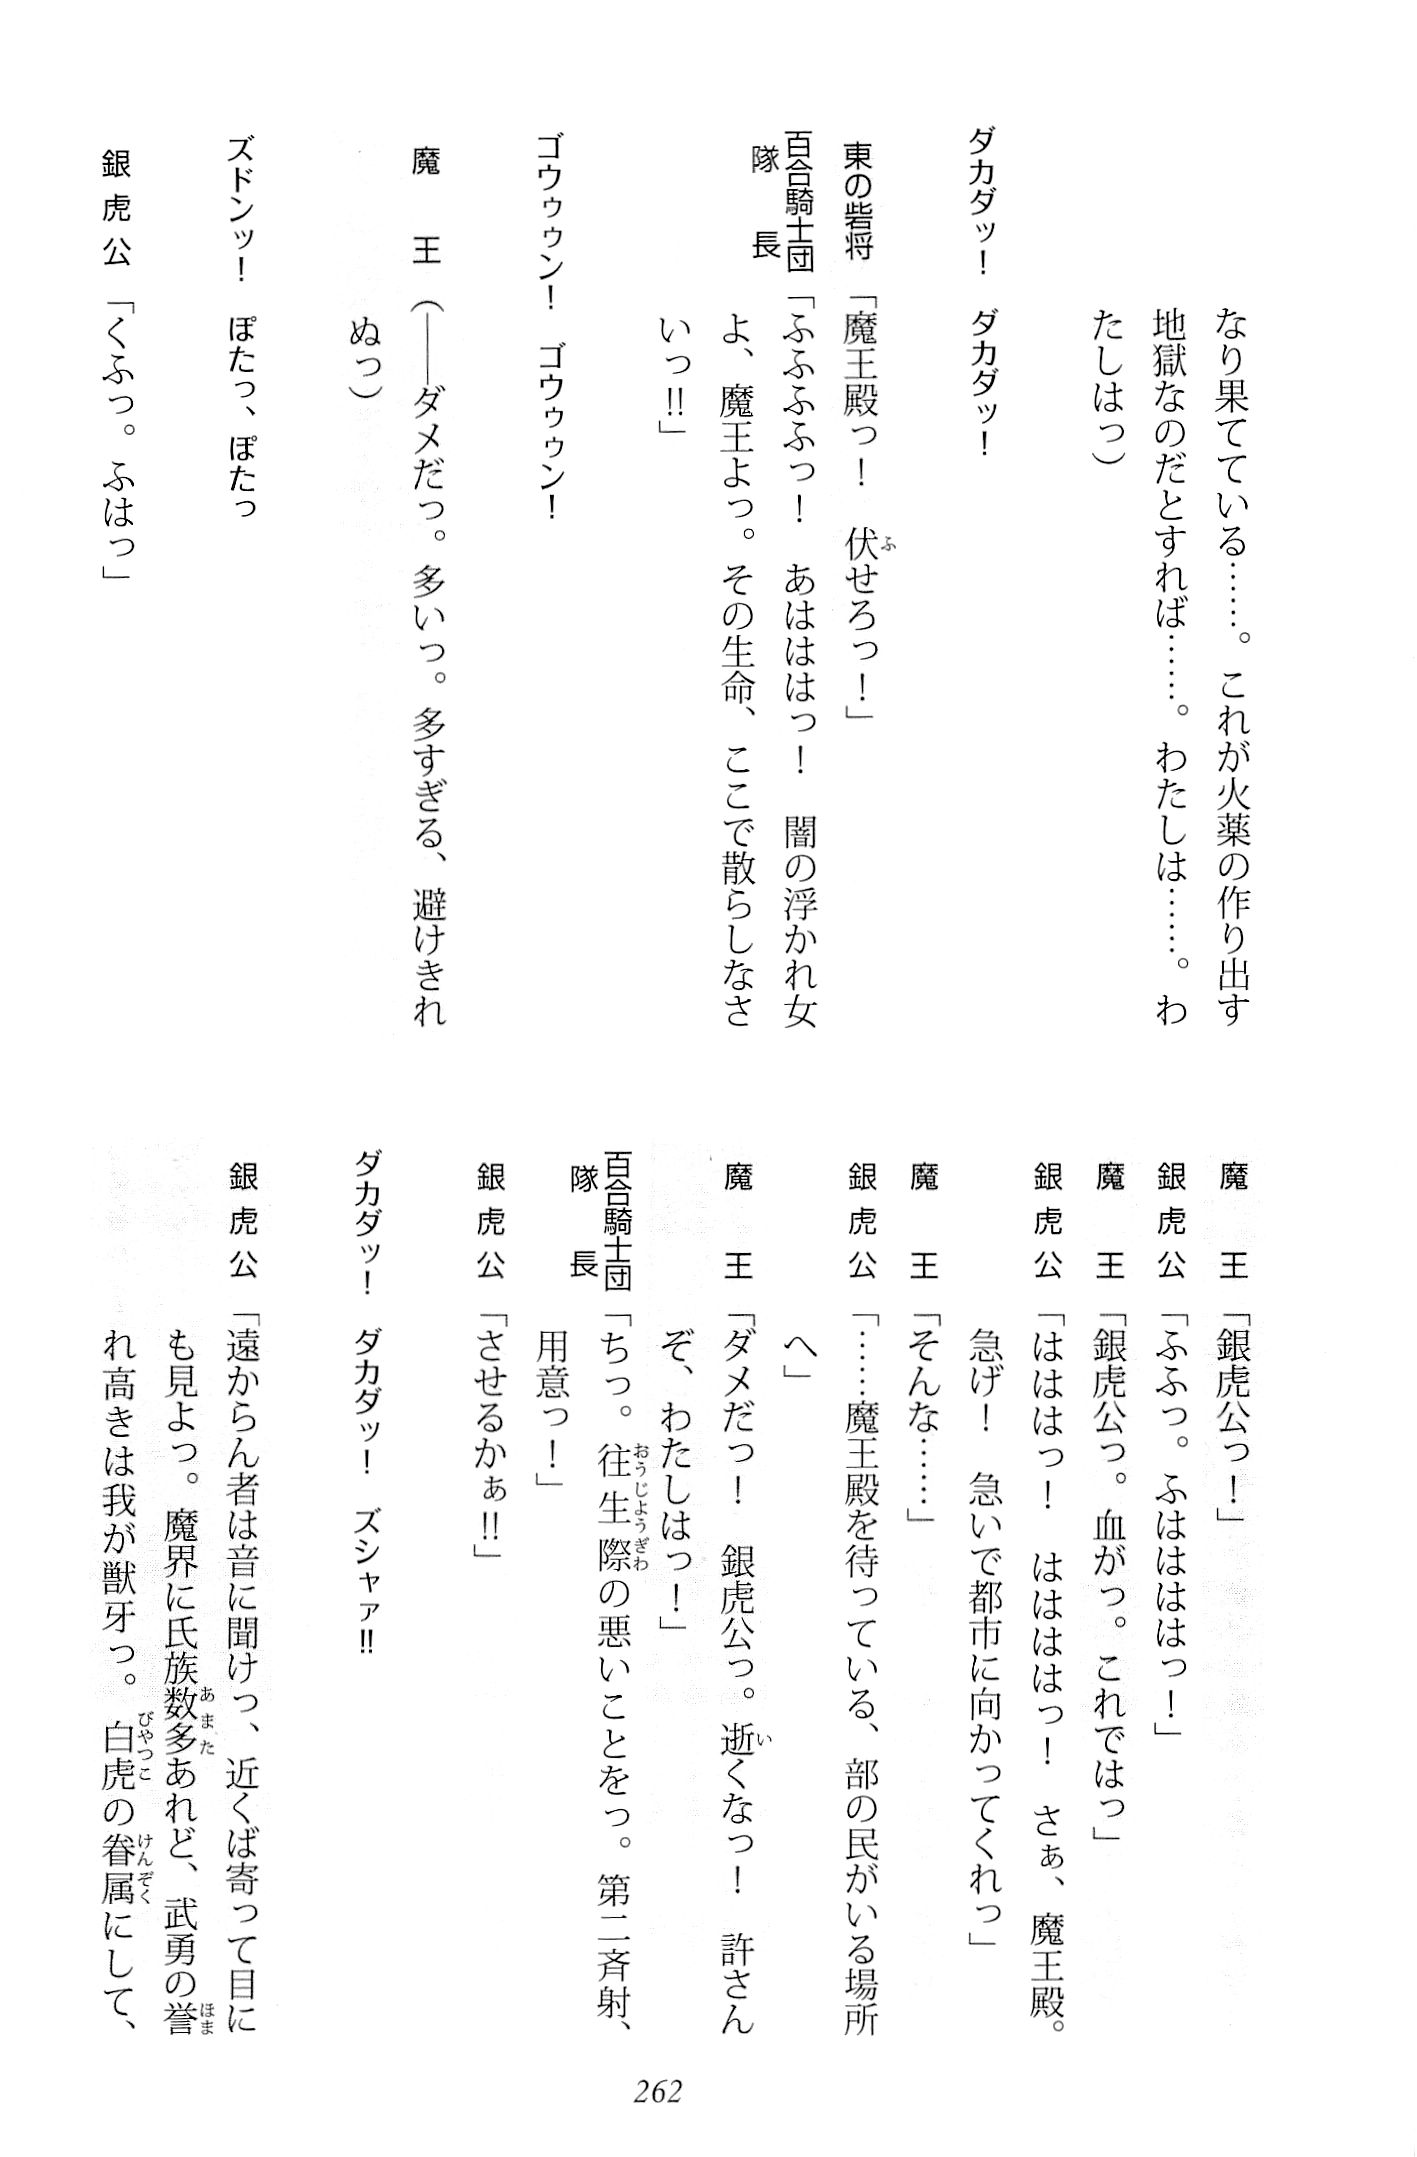 なり果てている……。これが火薬の作り出す
地獄なのだとすれば……。わたしは……。わ
たしはっ）
ダカダッ！　ダカダッ！
東の砦将「魔王殿っ！　伏せろっ！」
百合騎士団隊長「ふふふふっ！　あはははっ！　闇の浮かれ女
よ、魔王よっ。その生命、ここで散らしなさ
いっ!!」
ゴウゥゥン！　ゴウゥゥン！
魔王（――ダメだっ。多いっ。多すぎる、避けきれ
ぬっ）
ズドンッ！　ぽたっ、ぽたっ
銀虎公「くふっ。ふはっ」
魔王「銀虎公っ！」
銀虎公「ふふっ。ふはははっ！」
魔王「銀虎公っ。血がっ。これではっ」
銀虎公「はははっ！　はははは っ！　さぁ、魔王殿。
急げ！　急いで都市に向かってくれっ」
魔王「そんな……」
銀虎公「……魔王殿を待っている、部の民がいる場所
へ」
魔王「ダメだっ！　銀虎公っ。逝くなっ！　許さん
ぞ、わたしはっ！」
百合騎士団隊長「ちっ。往生際の悪いことをっ。第二斉射、
用意っ！」
銀虎公「させるかぁ!!」
ダカダッ！　ダカダッ！　ズシャァ!!
銀虎公「遠からん者は音に聞けっ、近くば寄って目に
も見よっ。魔界に氏族数多あれど、武勇の誉
れ高きは我が獣牙っ。白虎の眷属にして、
262